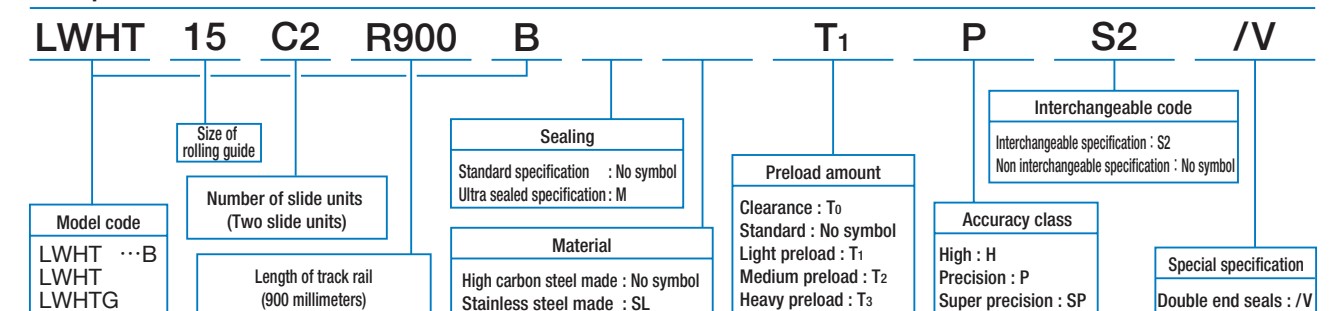 LWHT 15 C2 R900 B T1 P S2 /V
Size of
rolling guide
Number of slide units
(Two slide units)
Model code
LWHT …B
LWHT
LWHTG
Length of track rail
(900 millimeters)
Sealing
Standard specification : No symbol
Ultra sealed specification : M
Material
High carbon steel made : No symbol
Stainless steel made : SL
Preload amount
Clearance : T0
Standard : No symbol
Light preload : T1
Medium preload : T2
Heavy preload : T3
Interchangeable code
Interchangeable specification : S2
Non interchangeable specification : No symbol
Accuracy class
High : H
Precision : P
Super precision : SP
Special specification
Double end seals : /V